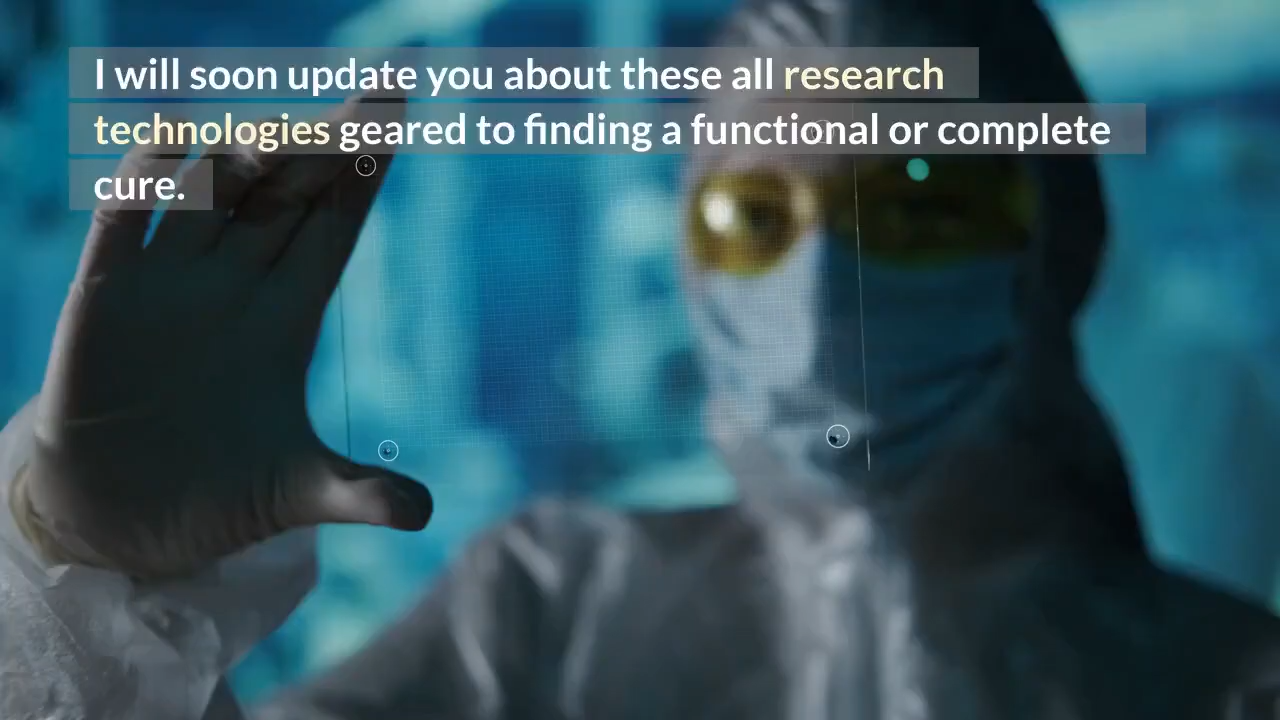 I will soon update you about these all research
technologies geared to finding a functional or complete
cure.